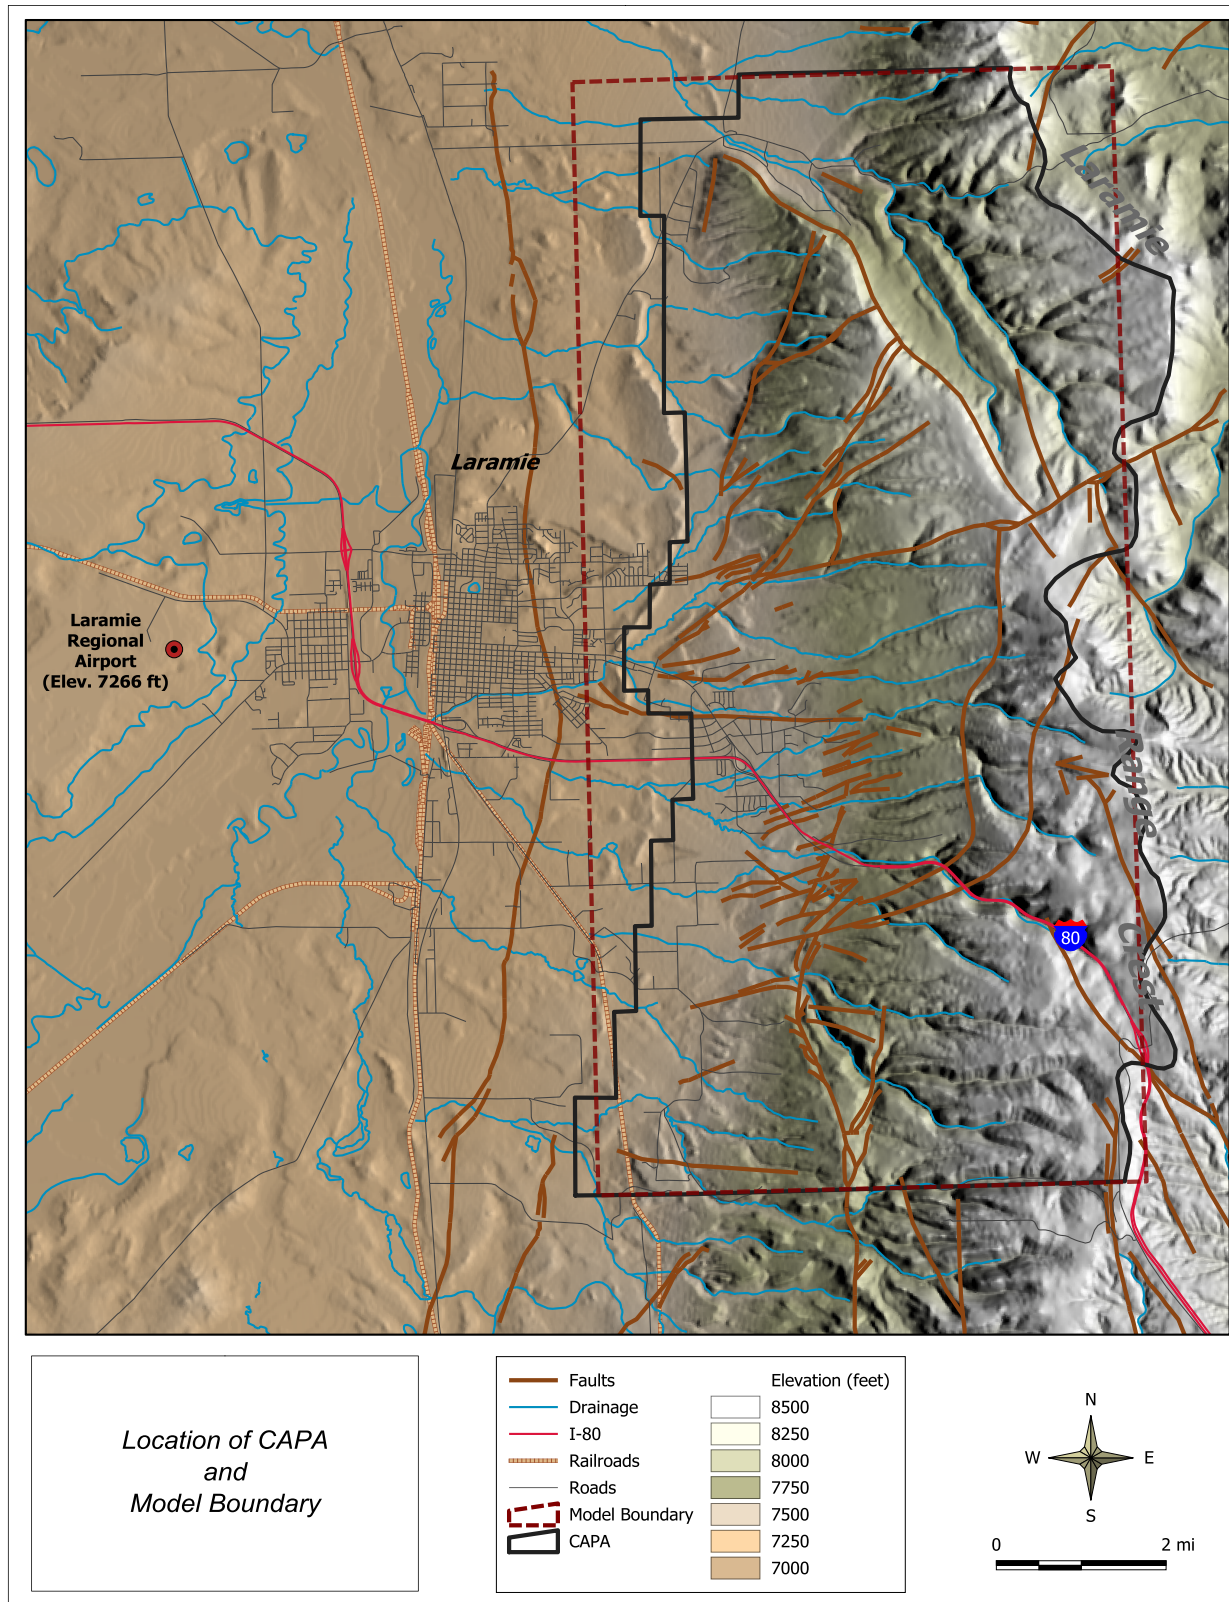 Laramie
Laramie
Laramie
Regional
Airport
(Elev. 7266 ft)
Range
80
Crest
Location of CAPA
and
Model Boundary
Faults
Drainage
I-80
Railroads
Roads
Model Boundary
CAPA
Elevation (feet)
8500
8250
8000
7750
7500
7250
7000
N
W
E
S
0
2 mi